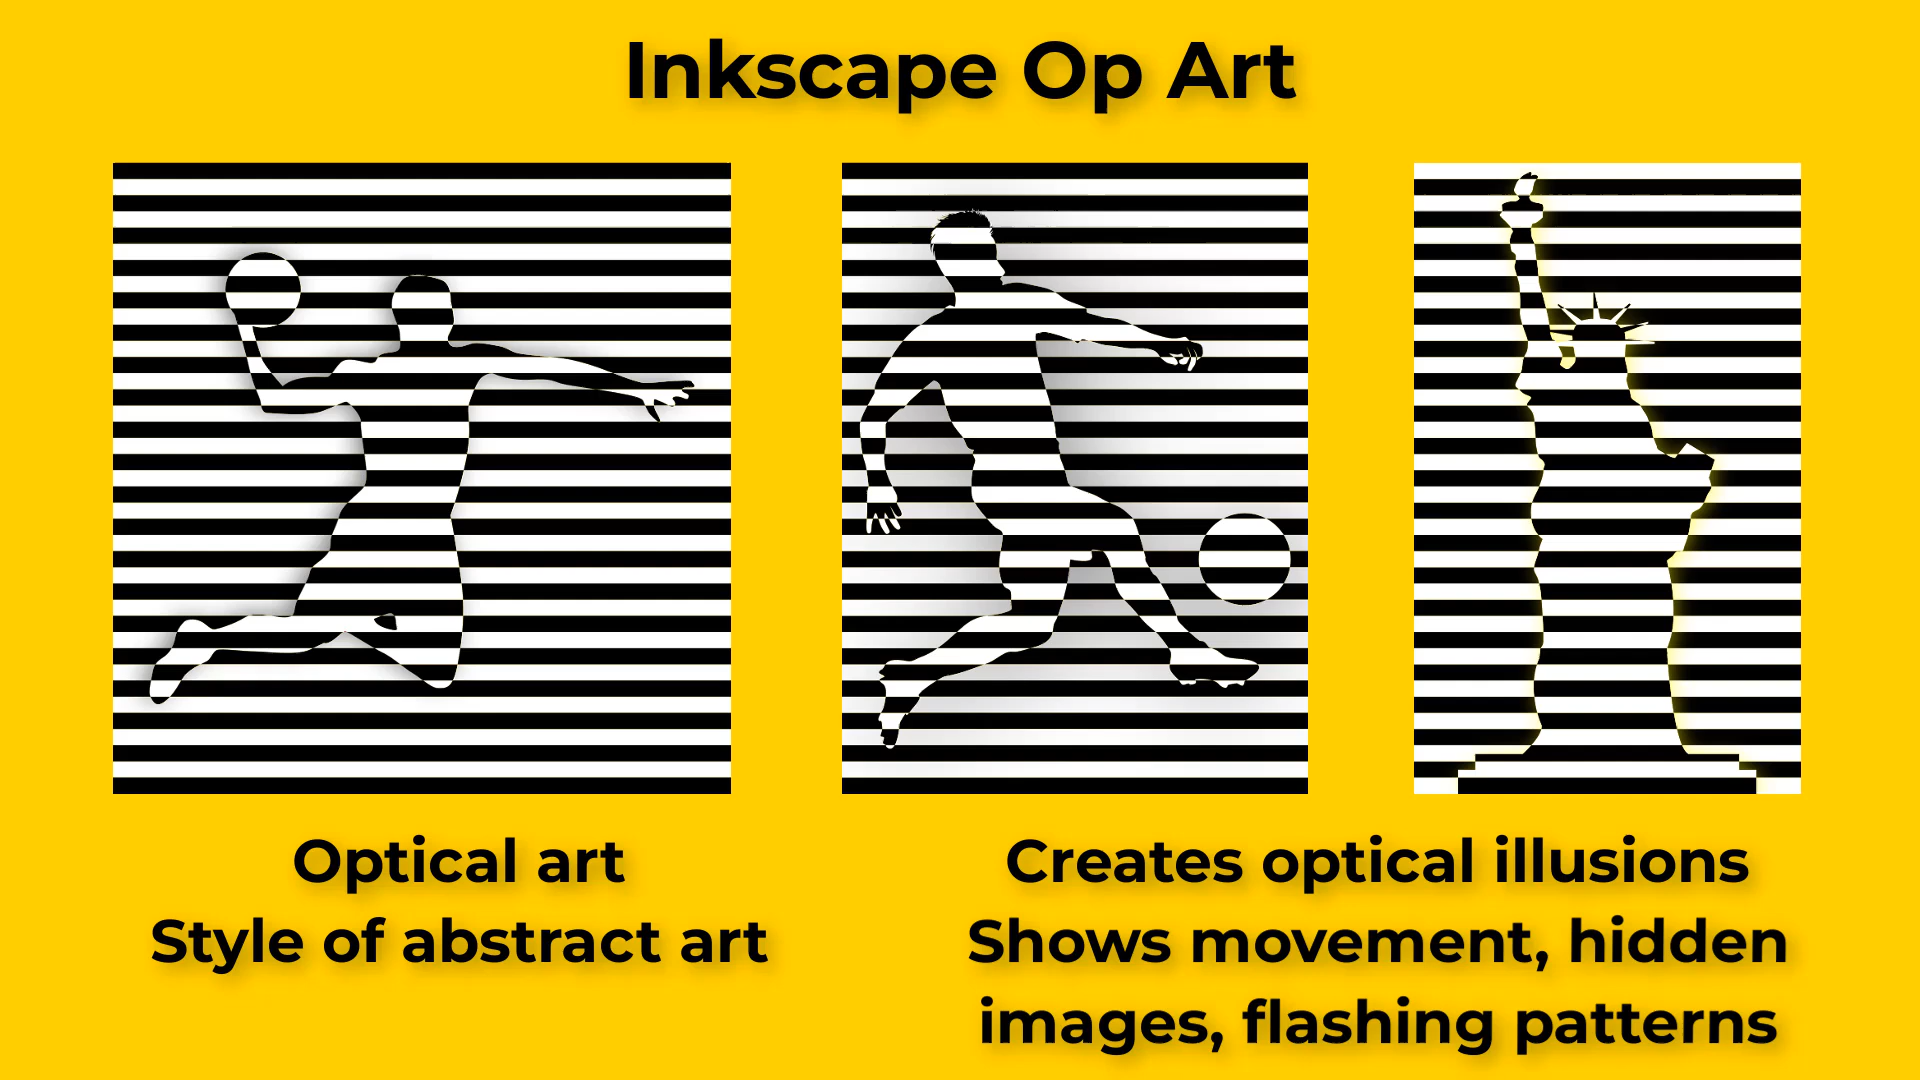 Inkscape Op Art
Optical art
Style of abstract art
Creates optical illusions
Shows movement, hidden
images, flashing patterns